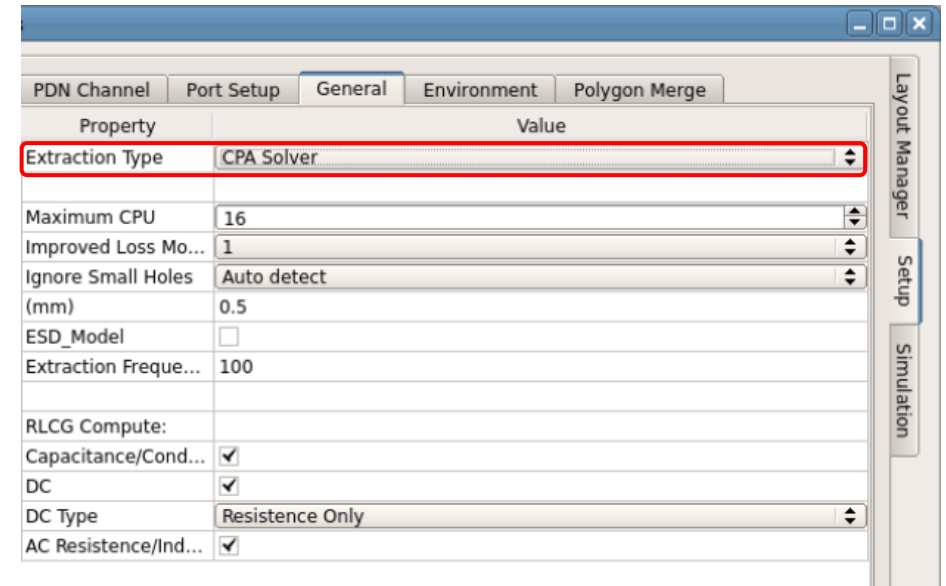 PDN Channel Port Setup General Environment Polygon Merge
Property Value
Extraction Type CPA Solver
Maximum CPU 16
Improved Loss Mo... 1
Ignore Small Holes Auto detect
(mm) 0.5
ESD_Model
Extraction Freque... 100
RLCG Compute:
Capacitance/Cond...
DC
DC Type Resistence Only
AC Resistence/Ind...
Layout Manager
Setup
Simulation